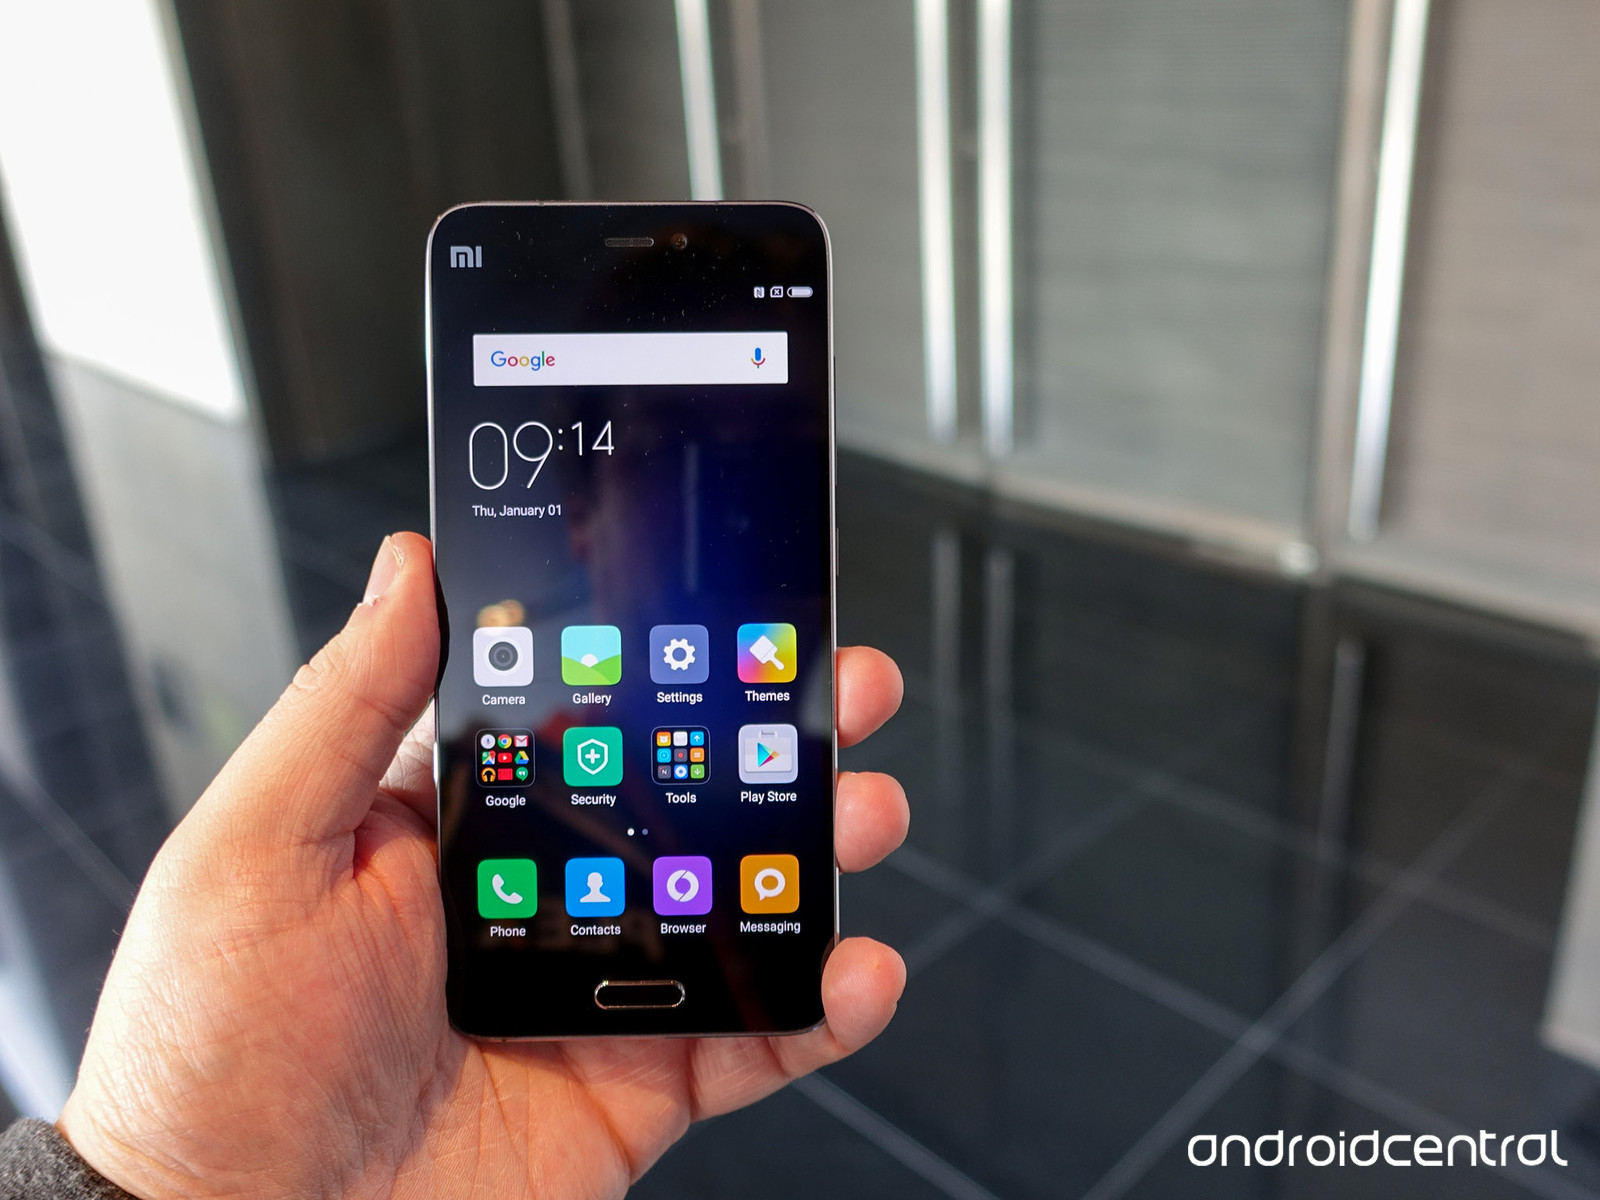 MI
Google
09:14
Thu, January 01
Camera
Gallery
Settings
Themes
Google
Security
Tools
Play Store
Phone
Contacts
Browser
Messaging
androidcentral